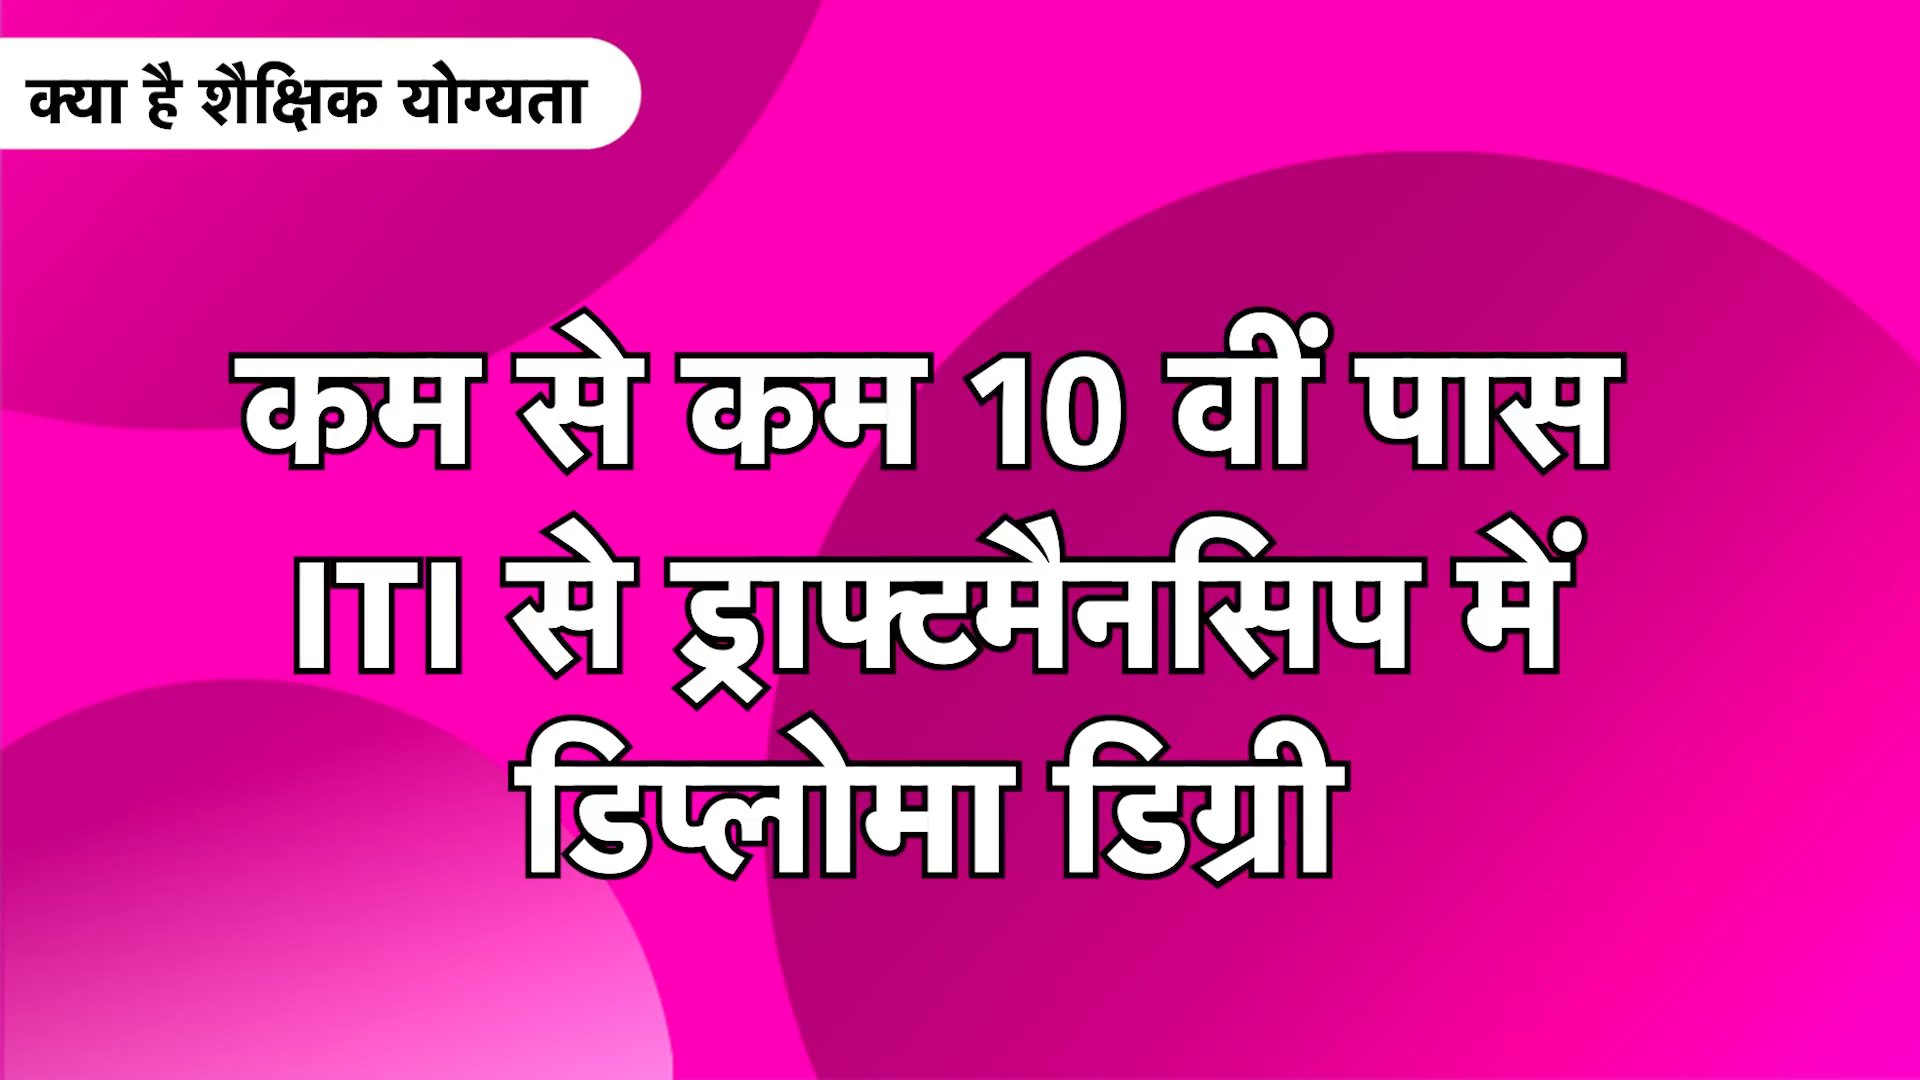 क्या है शैक्षिक योग्यता
कम से कम 10 वीं पास
ITI से ड्राफ्टमैनसिप में
डिप्लोमा डिग्री